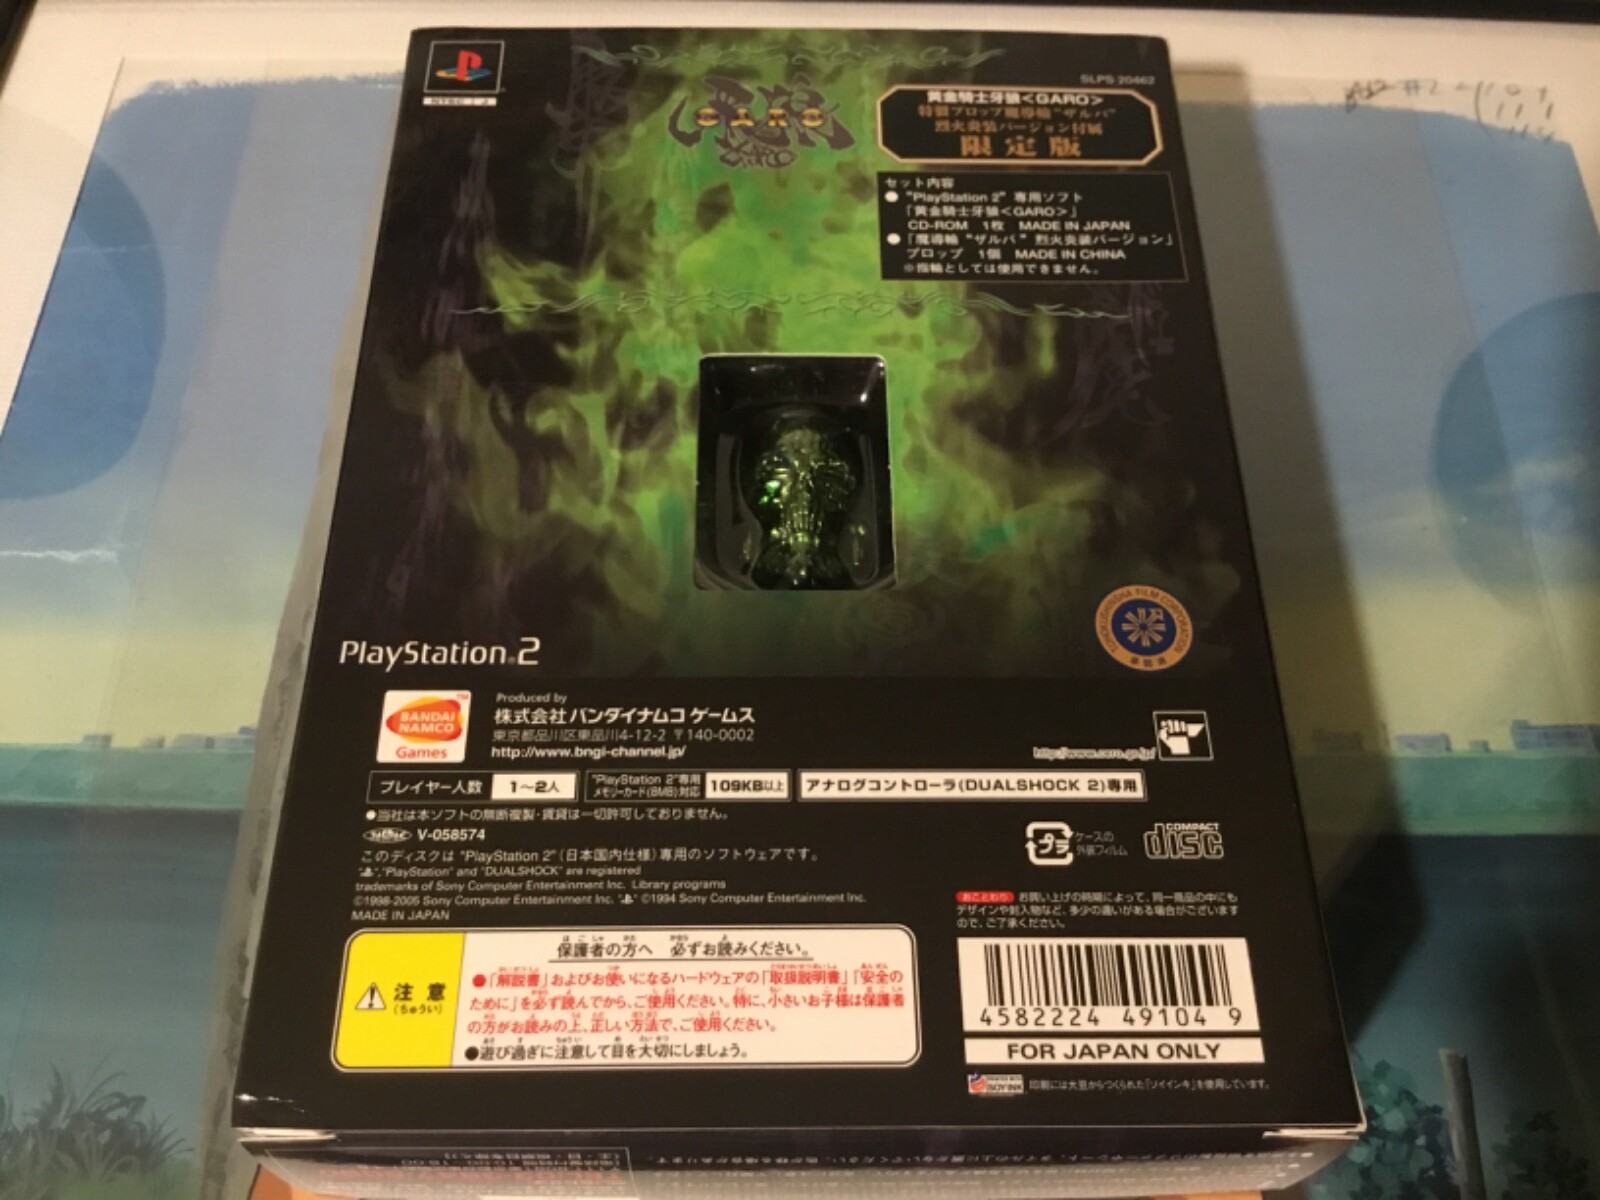 NTSC J
SLPS 20462
GARO
黄金騎士牙狼<GARO>
特製プロップ魔導輪"ザルバ"
烈火炎装バージョン付属
限定版
セット内容
●"PlayStation 2"専用ソフト
「黄金騎士牙狼<GARO>」
CD-ROM 1枚 MADE IN JAPAN
●「魔導輪"ザルバ"烈火炎装バージョン」
プロップ 1個 MADE IN CHINA
※指輪としては使用できません。
TOHOKUSHINSHA FILM CORPORATION
PlayStation 2
BANDAI NAMCO Games
Produced by
株式会社 バンダイナムコ ゲームス
東京都品川区東品川4-12-2 〒140-0002
http://www.bngi-channel.jp/
http://www.cero.gr.jp/
プレイヤー人数 1～2人
"PlayStation 2"専用 メモリーカード(8MB)対応 109KB以上
アナログコントローラ(DUALSHOCK 2)専用
●当社は本ソフトの無断複製・賃貸は一切許可しておりません。
V-058574
このディスクは"PlayStation 2"(日本国内仕様)専用のソフトウェアです。
"PlayStation" and "DUALSHOCK" are registered
trademarks of Sony Computer Entertainment Inc. Library programs
©1998-2005 Sony Computer Entertainment Inc. ©1994 Sony Computer Entertainment Inc.
MADE IN JAPAN
プラ
ケースの
外装フィルム
COMPACT disc
おことわり お買い上げの時期によって、同一商品の中にも
デザインや封入物など、多少の違いがある場合がございます
ので、ご了承ください。
注意
(ちゅうい)
保護者の方へ 必ずお読みください。
●「解説書」およびお使いになるハードウェアの「取扱説明書」「安全の
ために」を必ず読んでから、ご使用ください。特に、小さいお子様は保護者
の方がお読みの上、正しい方法で、ご使用ください。
●遊び過ぎに注意して目を大切にしましょう。
4582224 49104 9
FOR JAPAN ONLY
SOY INK
印刷には大豆からつくられた「ソイインキ」を使用しています。